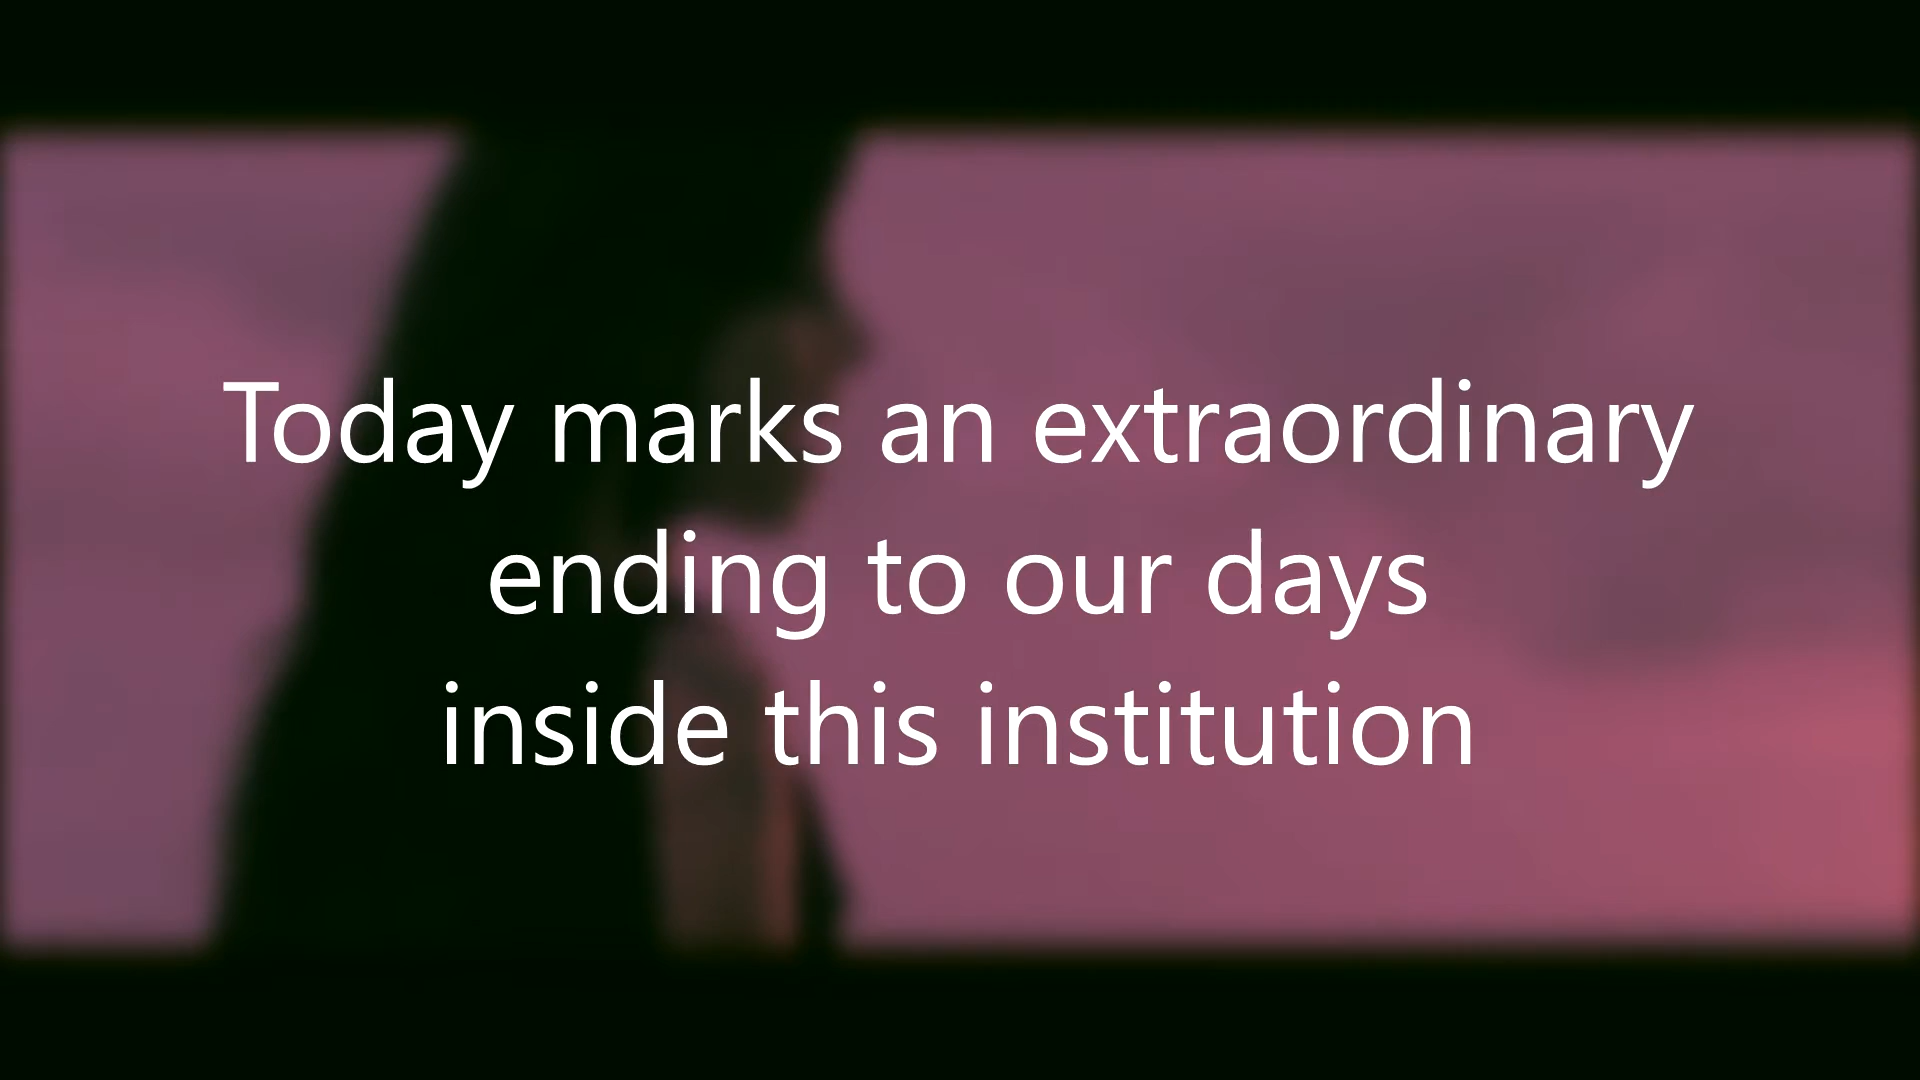 Today marks an extraordinary
ending to our days
inside this institution